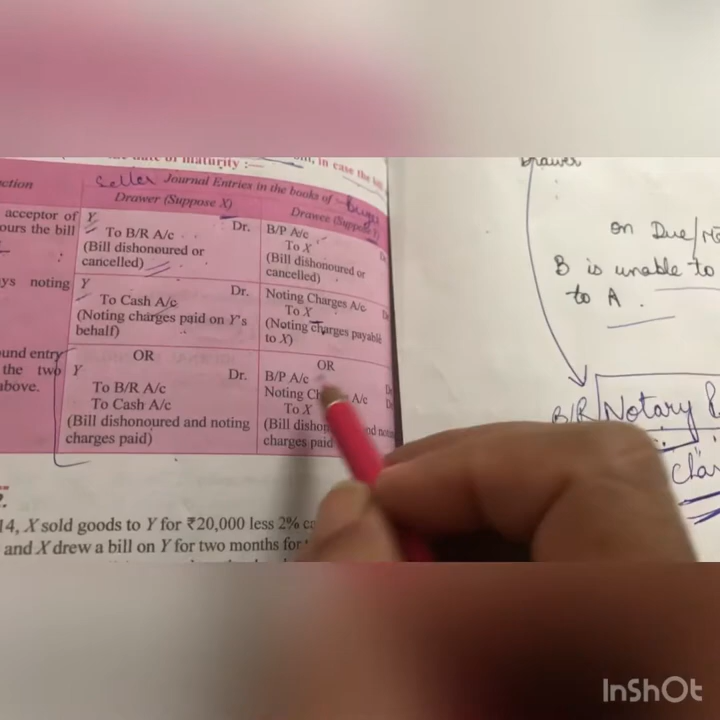 date of maturity :— in case the
ction
Seller Journal Entries in the books of Buyer
Drawer (Suppose X)
Drawee (Suppose Y)
acceptor of
ours the bill
Y Dr.
To B/R A/c
(Bill dishonoured or
cancelled)
B/P A/c
To X
(Bill dishonoured or
cancelled)
ys noting
Y Dr.
To Cash A/c
(Noting charges paid on Y's
behalf)
Noting Charges A/c
To X
(Noting charges payable
to X)
und entry
the two
above.
OR
Y Dr.
To B/R A/c
To Cash A/c
(Bill dishonoured and noting
charges paid)
OR
B/P A/c
Noting Ch A/c
To X
(Bill dishon nd
charges paid
14, X sold goods to Y for ₹20,000 less 2%
and X drew a bill on Y for two months for
Drawer
on Due/
B is unable to
to A .
B/R Notary
InShOt